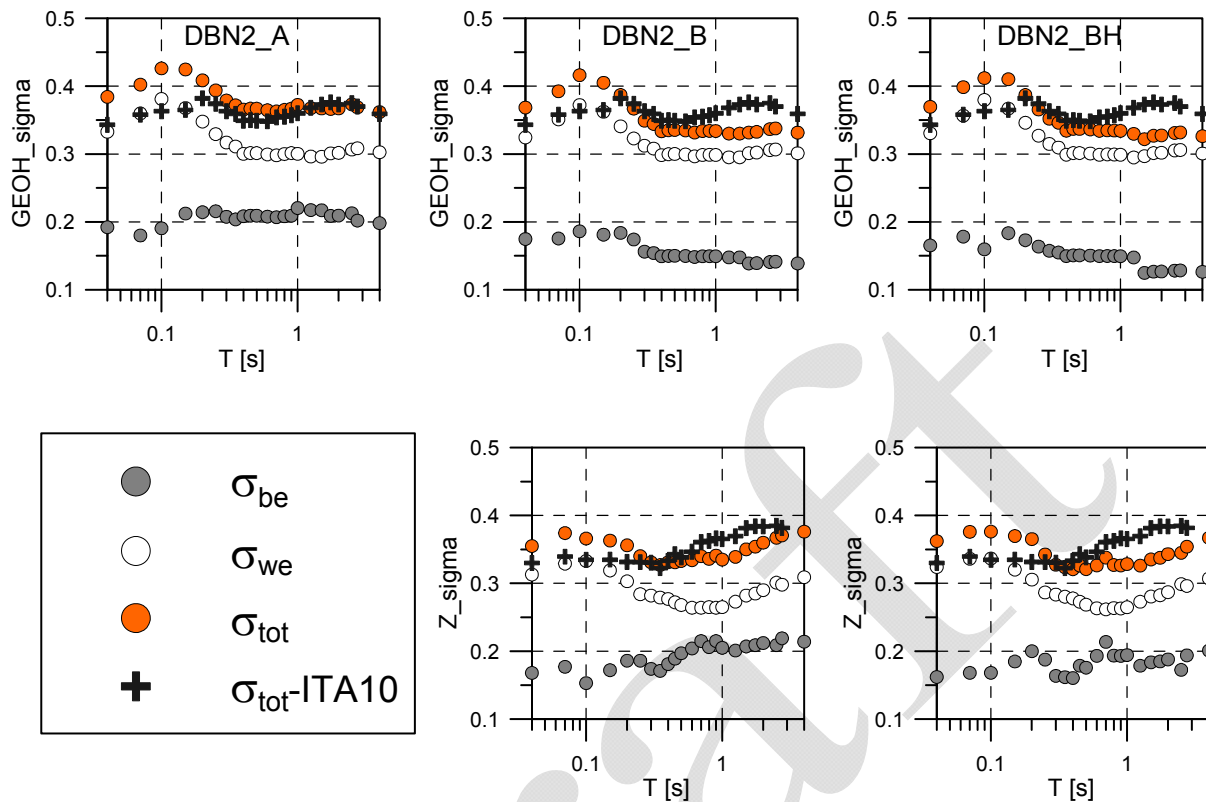 DBN2_A
0.5
0.4
0.3
0.2
0.1
GEOH_sigma
0.1 1
T [s]
DBN2_B
0.5
0.4
0.3
0.2
0.1
GEOH_sigma
0.1 1
T [s]
DBN2_BH
0.5
0.4
0.3
0.2
0.1
GEOH_sigma
0.1 1
T [s]
σbe
σwe
σtot
σtot-ITA10
0.5
0.4
0.3
0.2
0.1
Z_sigma
0.1 1
T [s]
0.5
0.4
0.3
0.2
0.1
Z_sigma
0.1 1
T [s]